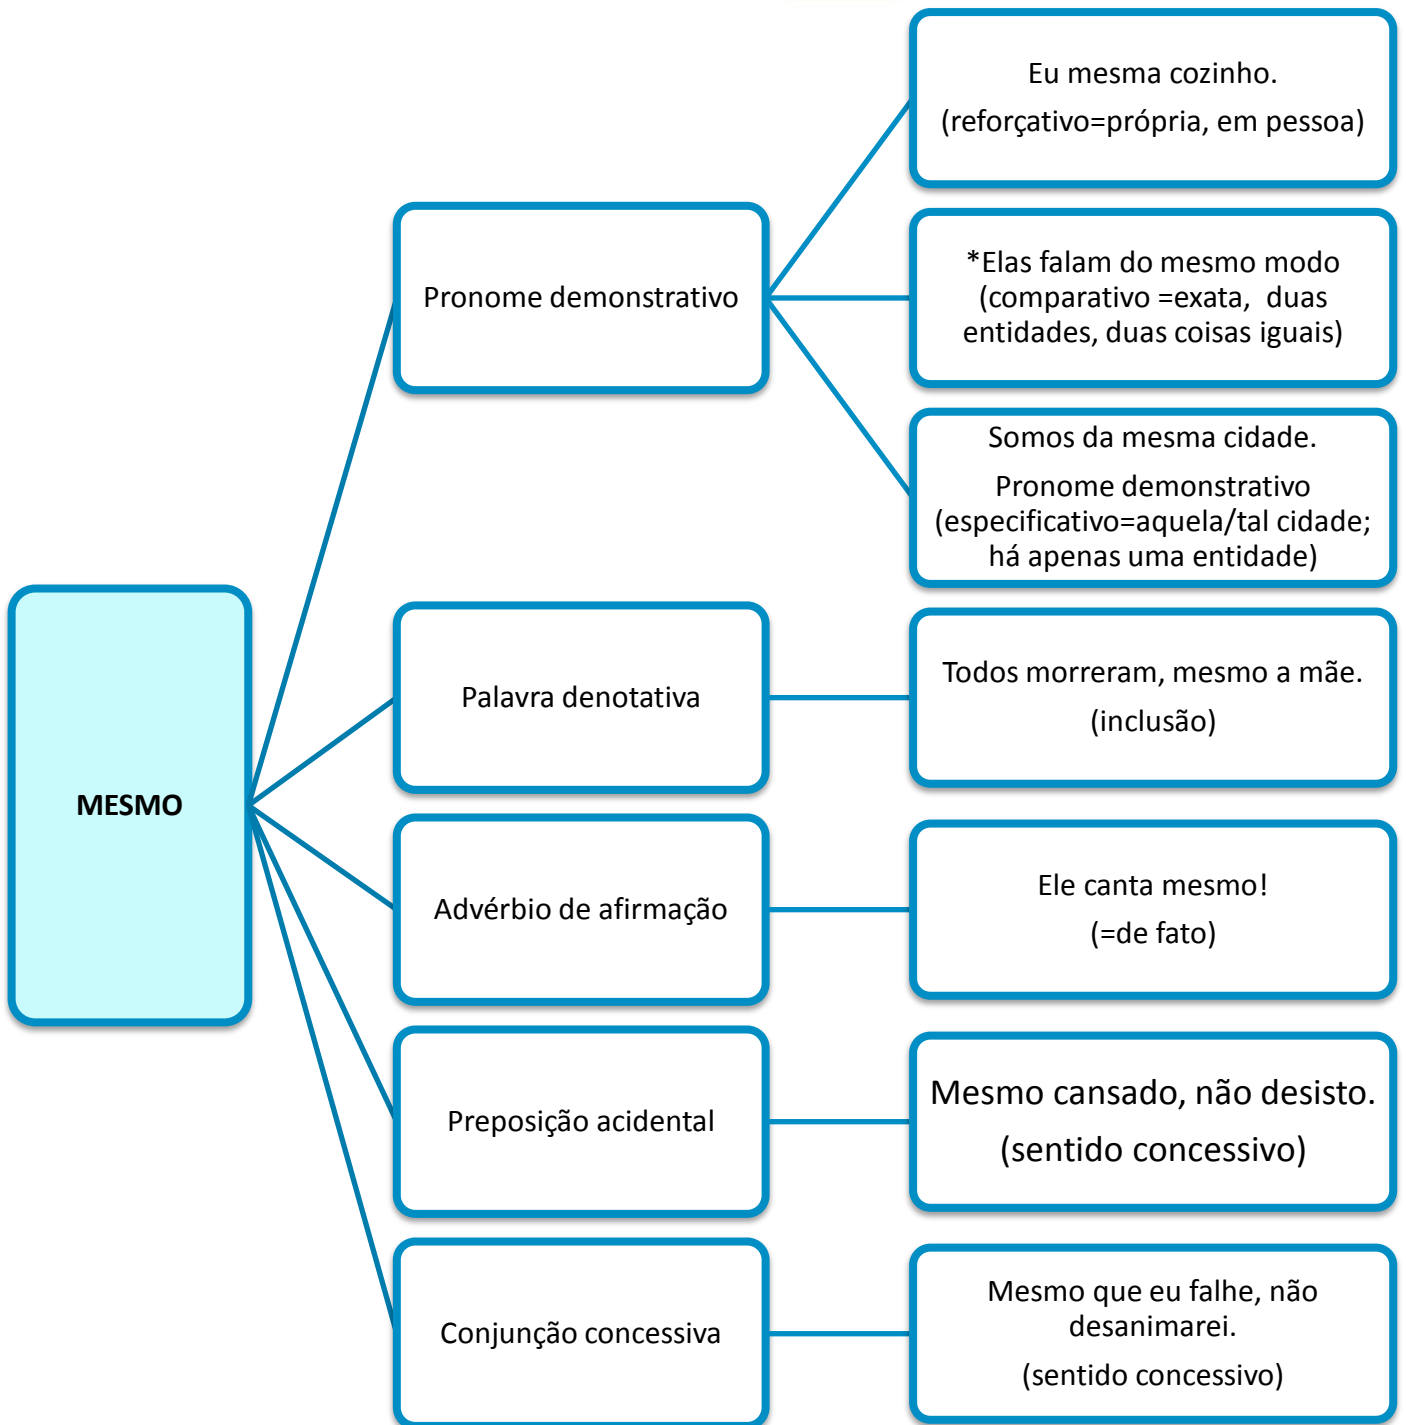 MESMO
Pronome demonstrativo
Eu mesma cozinho.
(reforçativo=própria, em pessoa)
*Elas falam do mesmo modo
(comparativo =exata, duas
entidades, duas coisas iguais)
Somos da mesma cidade.
Pronome demonstrativo
(especificativo=aquela/tal cidade;
há apenas uma entidade)
Palavra denotativa
Todos morreram, mesmo a mãe.
(inclusão)
Advérbio de afirmação
Ele canta mesmo!
(=de fato)
Preposição acidental
Mesmo cansado, não desisto.
(sentido concessivo)
Conjunção concessiva
Mesmo que eu falhe, não
desanimarei.
(sentido concessivo)